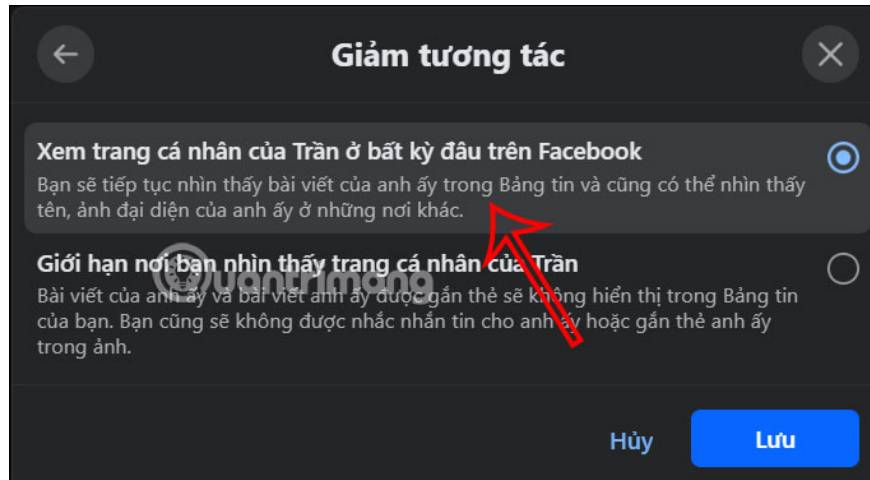 Giảm tương tác
Xem trang cá nhân của Trần ở bất kỳ đâu trên Facebook
Bạn sẽ tiếp tục nhìn thấy bài viết của anh ấy trong Bảng tin và cũng có thể nhìn thấy
tên, ảnh đại diện của anh ấy ở những nơi khác.
Giới hạn nơi bạn nhìn thấy trang cá nhân của Trần
Quantrimang
Bài viết của anh ấy và bài viết anh ấy được gắn thẻ sẽ không hiển thị trong Bảng tin
của bạn. Bạn cũng sẽ không được nhắc nhắn tin cho anh ấy hoặc gắn thẻ anh ấy
trong ảnh.
Hủy
Lưu